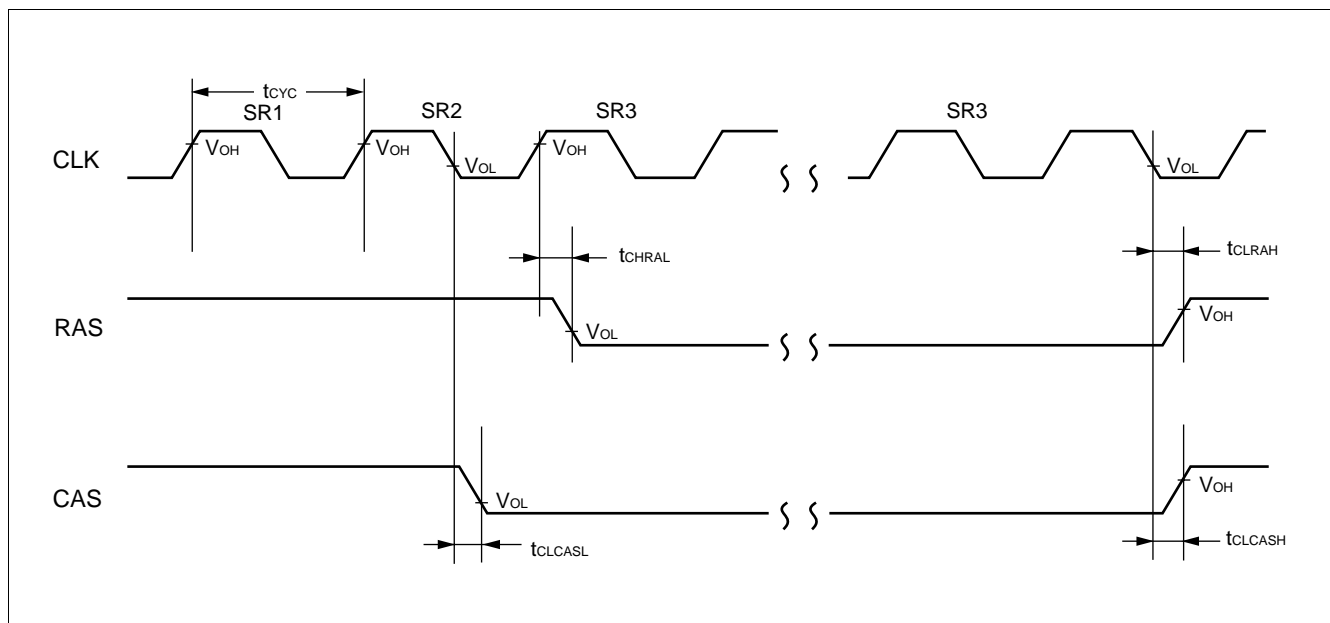 tCYC
SR1 SR2 SR3 SR3
CLK VOH VOH VOL VOH VOL
tCHRAL tCLRAH
RAS VOL VOH
CAS VOL VOH
tCLCASL tCLCASH